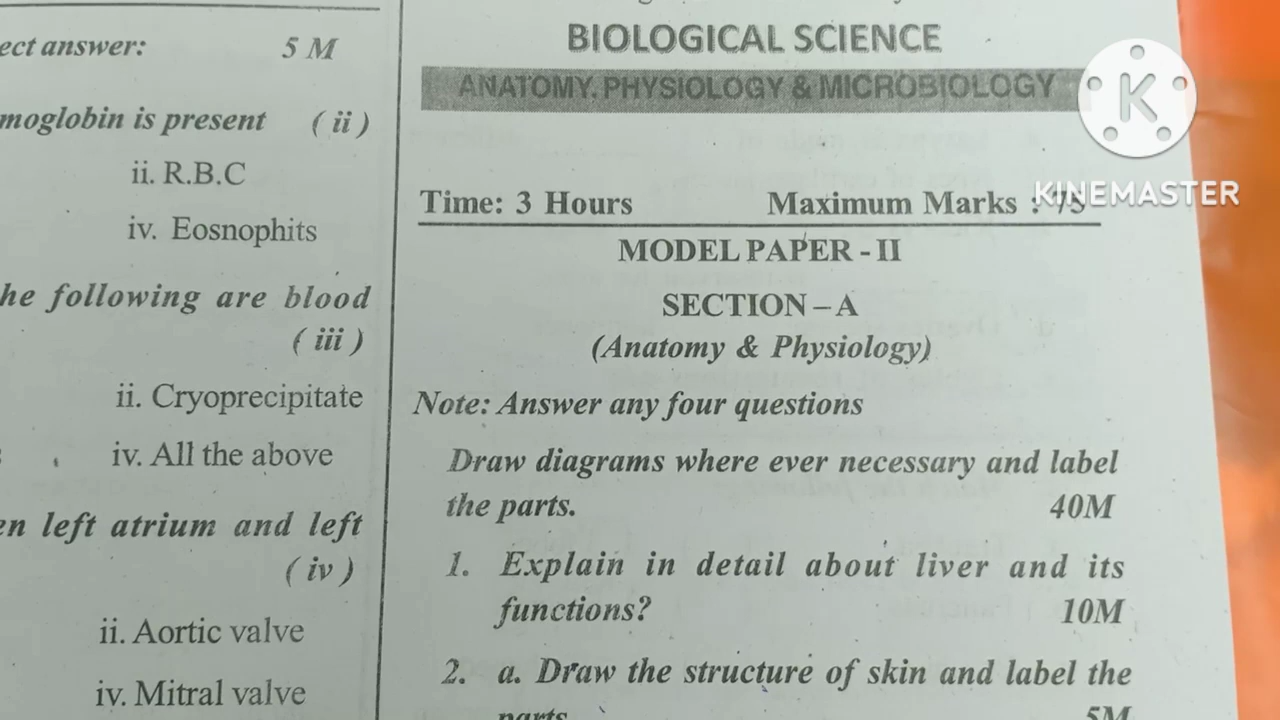 ect answer: 5 M
moglobin is present ( ii )
ii. R.B.C
iv. Eosnophits
he following are blood
( iii )
ii. Cryoprecipitate
iv. All the above
en left atrium and left
( iv )
ii. Aortic valve
iv. Mitral valve
BIOLOGICAL SCIENCE
ANATOMY, PHYSIOLOGY & MICROBIOLOGY
K
KINEMASTER
Time: 3 Hours Maximum Marks : 75
MODEL PAPER - II
SECTION – A
(Anatomy & Physiology)
Note: Answer any four questions
Draw diagrams where ever necessary and label
the parts. 40M
1. Explain in detail about liver and its
functions? 10M
2. a. Draw the structure of skin and label the
parts 5M